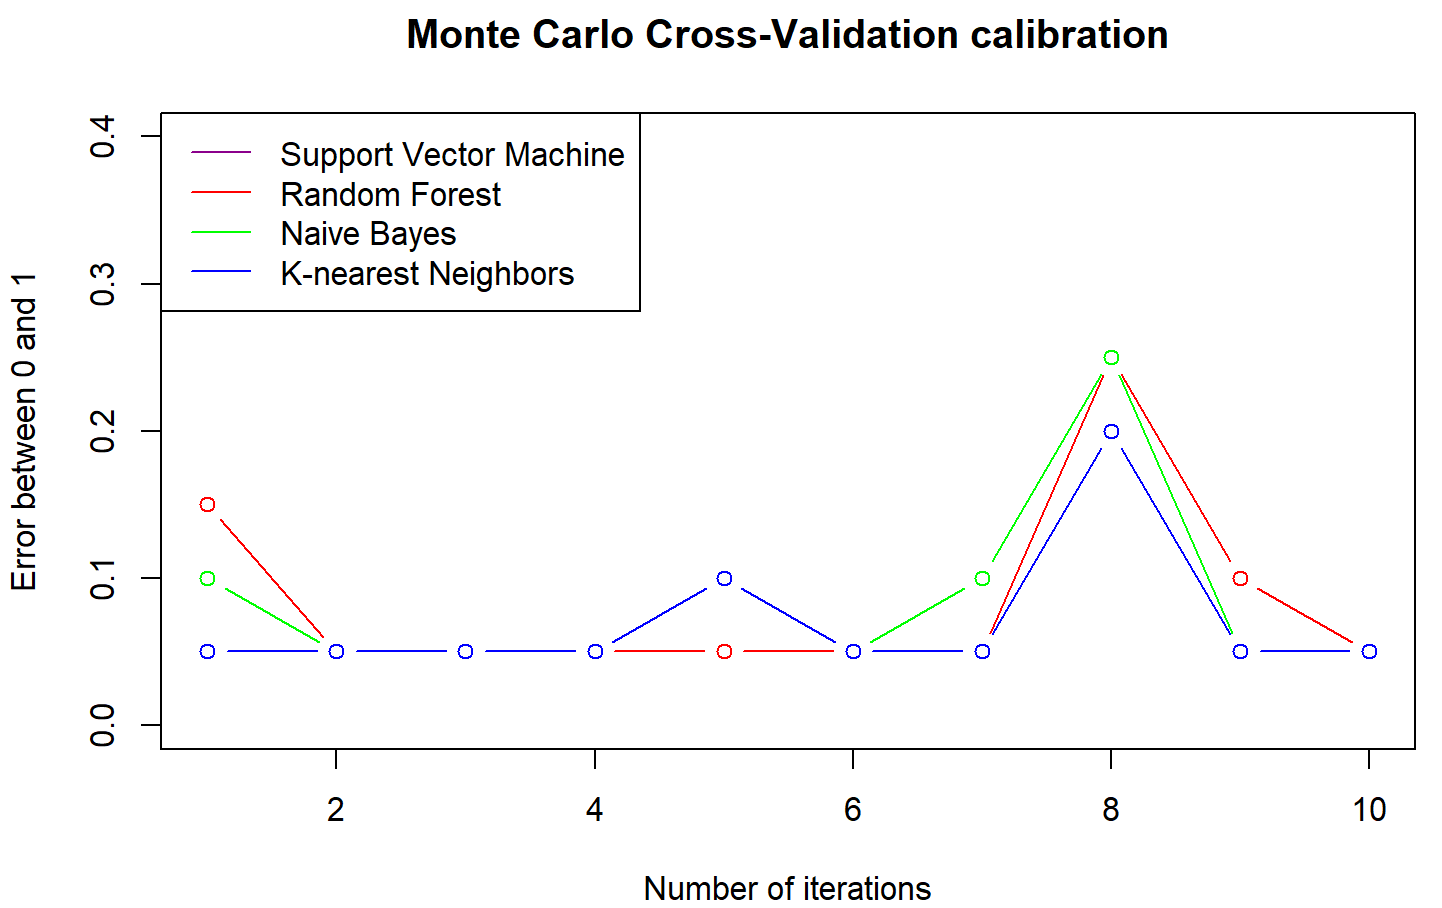 Monte Carlo Cross-Validation calibration
Support Vector Machine
Random Forest
Naive Bayes
K-nearest Neighbors
Error between 0 and 1
0.4
0.3
0.2
0.1
0.0
2 4 6 8 10
Number of iterations